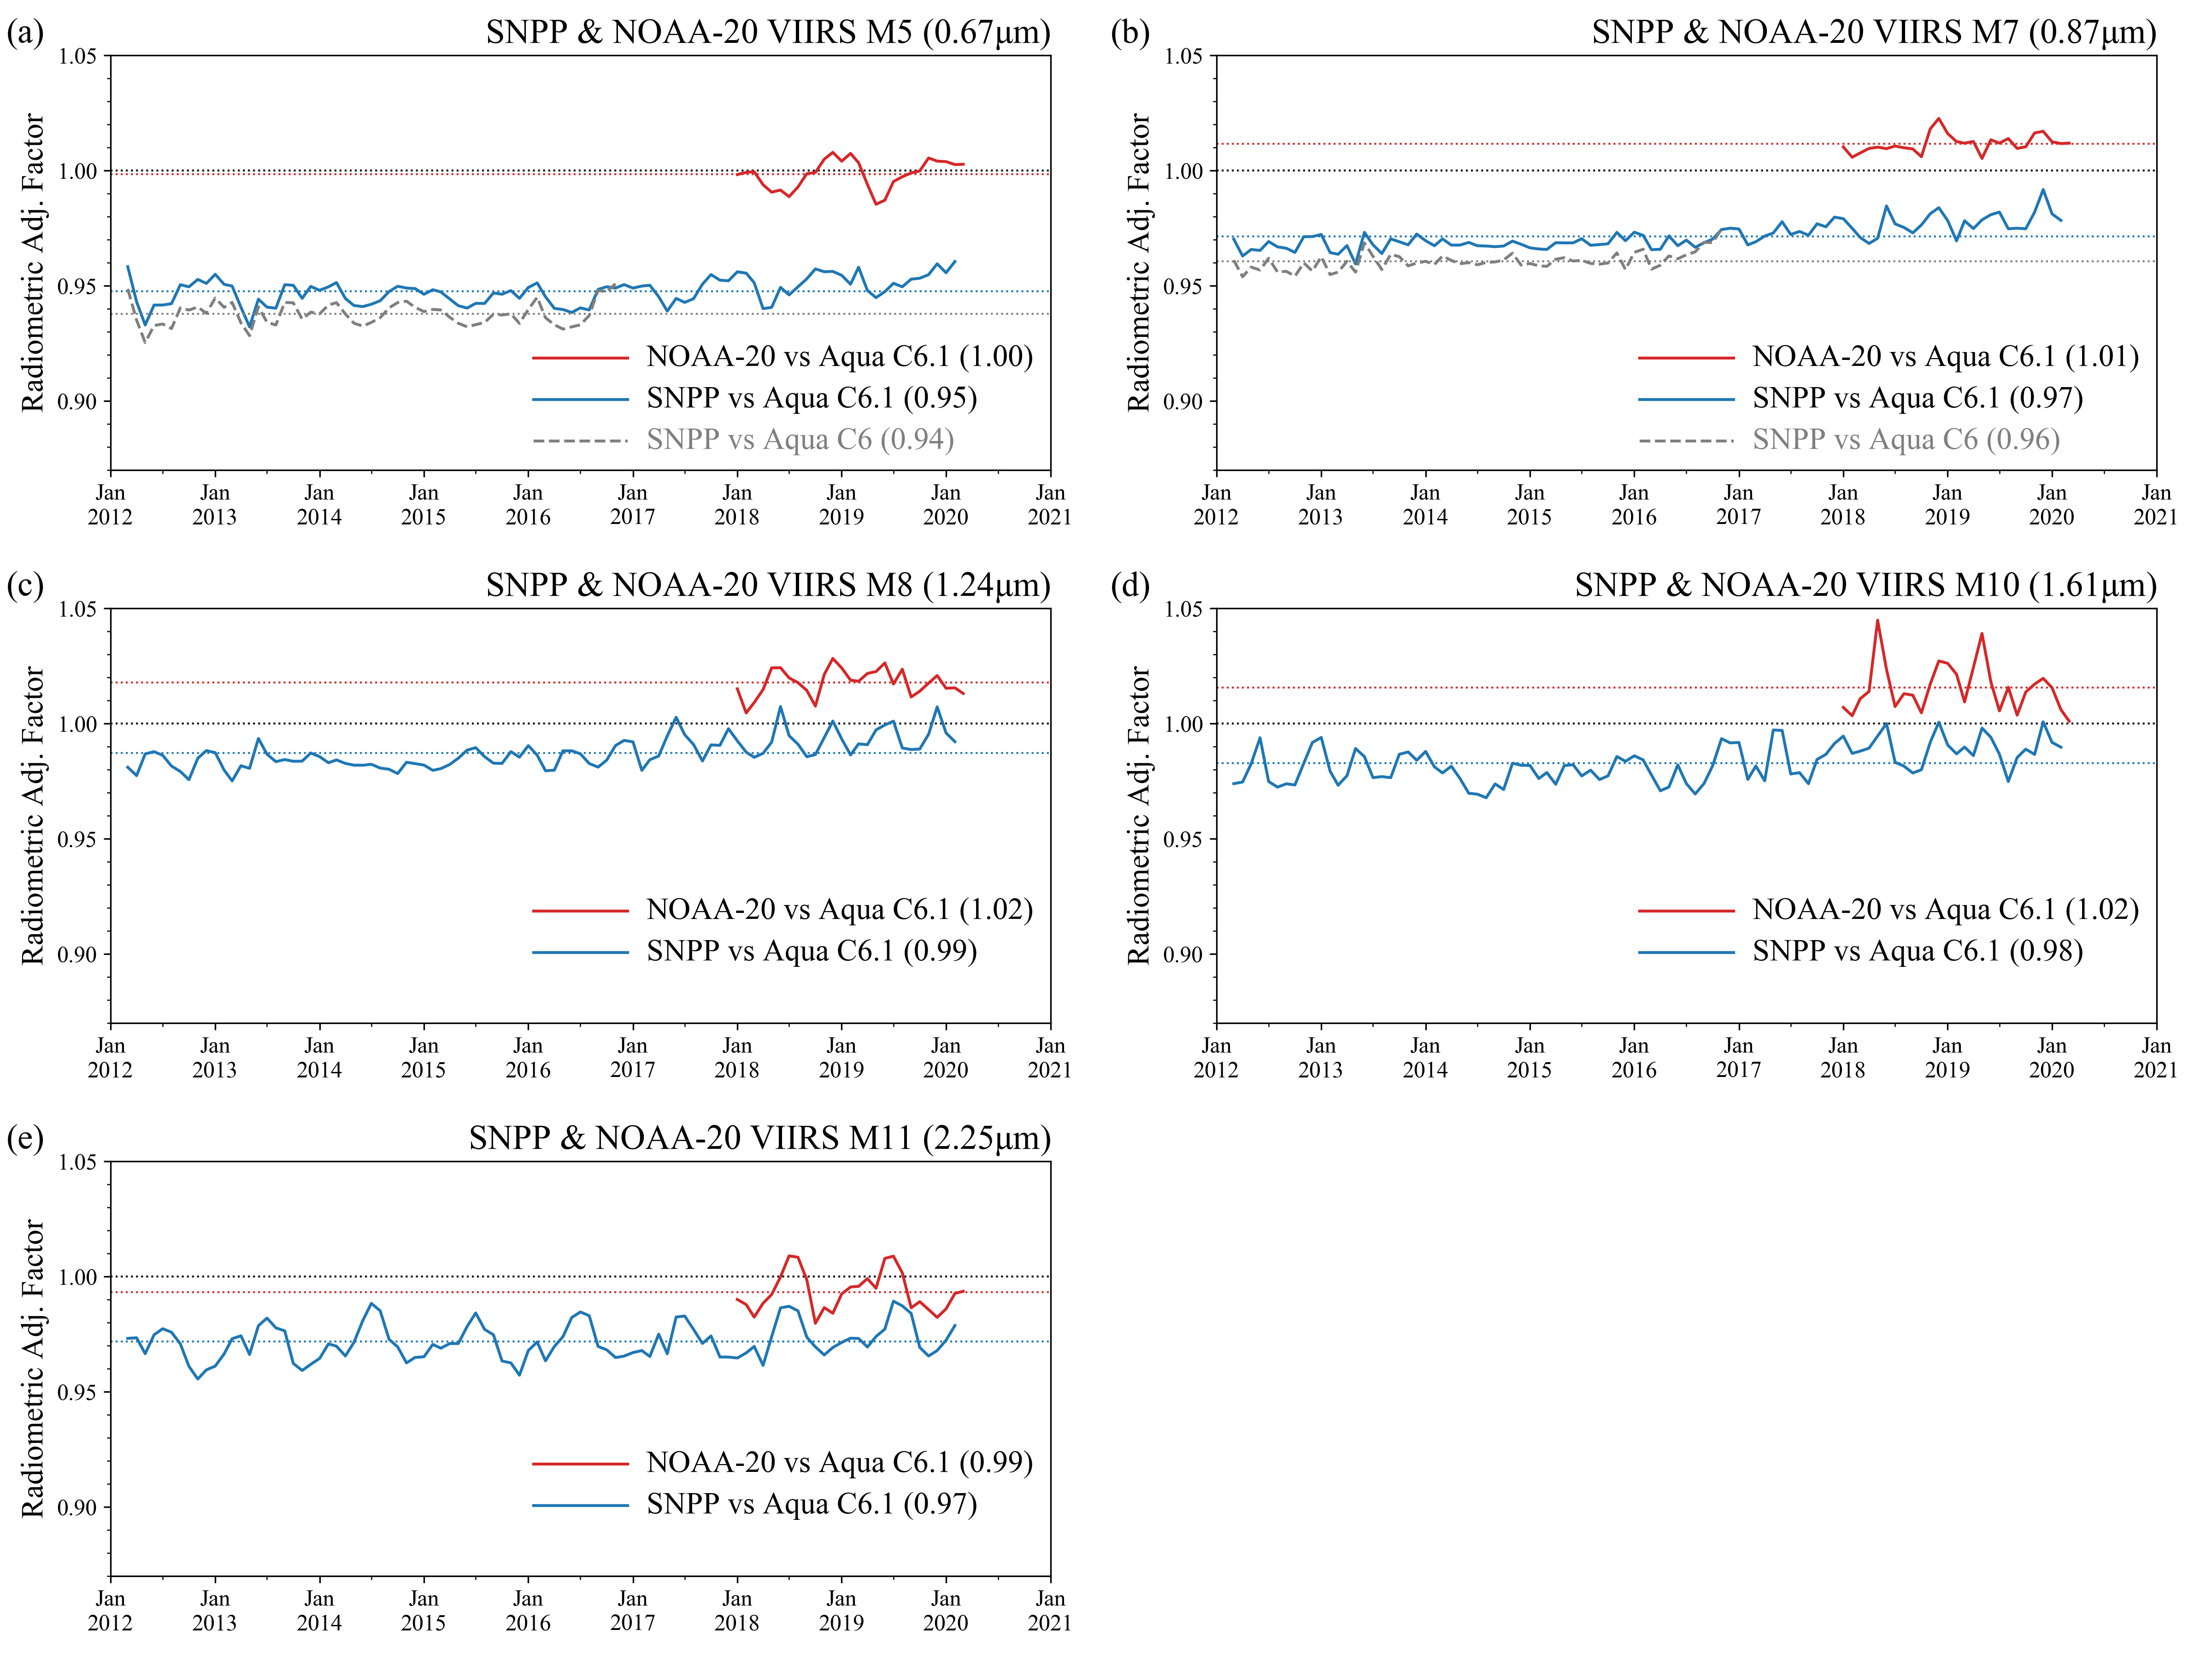 (a) SNPP & NOAA-20 VIIRS M5 (0.67μm)
1.05
1.00
0.95
0.90
Radiometric Adj. Factor
NOAA-20 vs Aqua C6.1 (1.00)
SNPP vs Aqua C6.1 (0.95)
SNPP vs Aqua C6 (0.94)
Jan Jan Jan Jan Jan Jan Jan Jan Jan Jan
2012 2013 2014 2015 2016 2017 2018 2019 2020 2021
(b) SNPP & NOAA-20 VIIRS M7 (0.87μm)
1.05
1.00
0.95
0.90
Radiometric Adj. Factor
NOAA-20 vs Aqua C6.1 (1.01)
SNPP vs Aqua C6.1 (0.97)
SNPP vs Aqua C6 (0.96)
Jan Jan Jan Jan Jan Jan Jan Jan Jan Jan
2012 2013 2014 2015 2016 2017 2018 2019 2020 2021
(c) SNPP & NOAA-20 VIIRS M8 (1.24μm)
1.05
1.00
0.95
0.90
Radiometric Adj. Factor
NOAA-20 vs Aqua C6.1 (1.02)
SNPP vs Aqua C6.1 (0.99)
Jan Jan Jan Jan Jan Jan Jan Jan Jan Jan
2012 2013 2014 2015 2016 2017 2018 2019 2020 2021
(d) SNPP & NOAA-20 VIIRS M10 (1.61μm)
1.05
1.00
0.95
0.90
Radiometric Adj. Factor
NOAA-20 vs Aqua C6.1 (1.02)
SNPP vs Aqua C6.1 (0.98)
Jan Jan Jan Jan Jan Jan Jan Jan Jan Jan
2012 2013 2014 2015 2016 2017 2018 2019 2020 2021
(e) SNPP & NOAA-20 VIIRS M11 (2.25μm)
1.05
1.00
0.95
0.90
Radiometric Adj. Factor
NOAA-20 vs Aqua C6.1 (0.99)
SNPP vs Aqua C6.1 (0.97)
Jan Jan Jan Jan Jan Jan Jan Jan Jan Jan
2012 2013 2014 2015 2016 2017 2018 2019 2020 2021